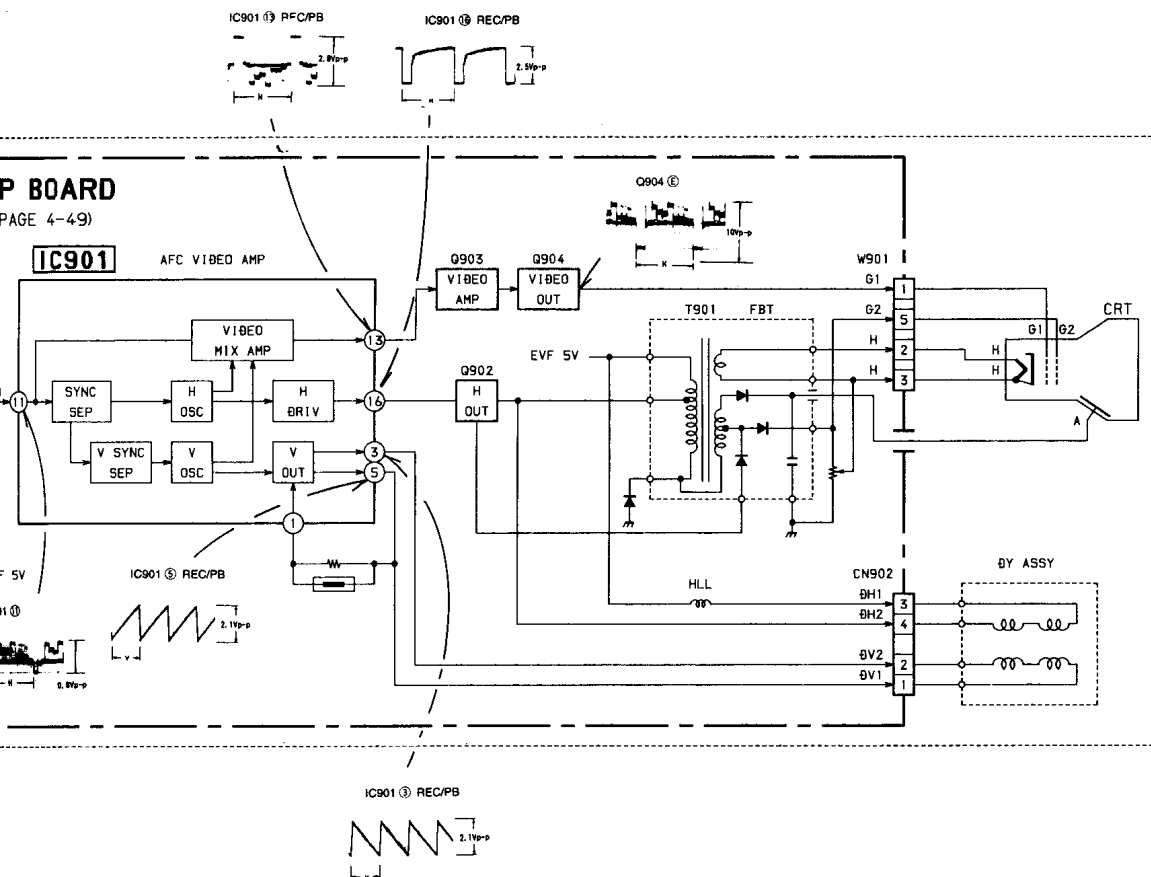 IC901 ⑬ REC/PB
2.8Vp-p
H
IC901 ⑯ REC/PB
2.5Vp-p
H
P BOARD
PAGE 4-49)
IC901
AFC VIDEO AMP
VIDEO
MIX AMP
13
11
SYNC
SEP
H
OSC
H
DRIV
16
V SYNC
SEP
V
OSC
V
OUT
3
5
1
Q903
VIDEO
AMP
Q904
VIDEO
OUT
Q904 Ⓔ
10Vp-p
H
Q902
H
OUT
EVF 5V
T901 FBT
W901
G1
1
G2
5
H
2
H
3
CRT
G1
G2
H
H
A
F 5V
01 ⑪
H
0.8Vp-p
IC901 ⑤ REC/PB
2.1Vp-p
V
HLL
CN902
DH1
3
DH2
4
DV2
2
DV1
1
DY ASSY
IC901 ③ REC/PB
2.1Vp-p
V